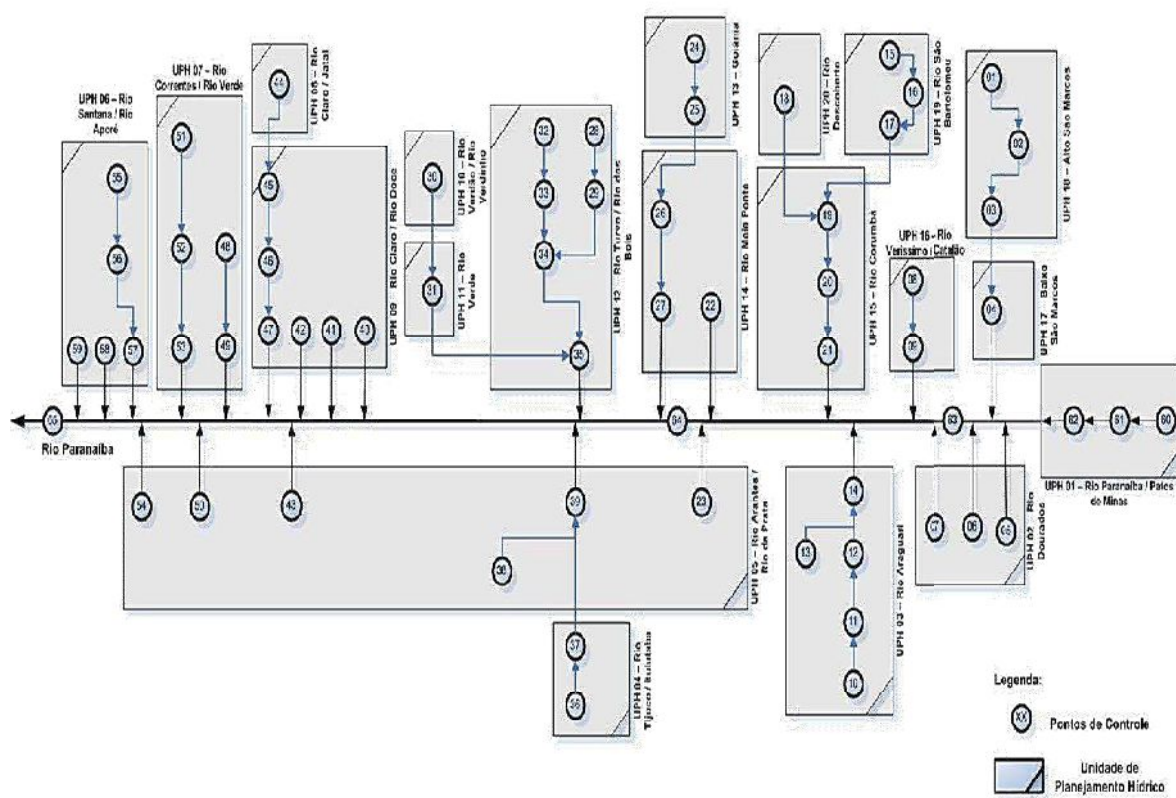 UPH 06 – Rio
Santana / Rio
Aporé
UPH 07 – Rio
Correntes / Rio Verde
UPH 08 – Rio
Claro / Jataí
UPH 09 – Rio Claro / Rio Doce
UPH 10 – Rio
Verdão / Rio
Verdinho
UPH 11 – Rio
Verde
UPH 12 – Rio Turvo / Rio dos
Bois
UPH 13 – Goiânia
UPH 14 – Rio Meia Ponte
UPH 20 – Rio
Descoberto
UPH 19 – Rio São
Bartolomeu
UPH 15 – Rio Corumbá
UPH 16 – Rio
Veríssimo / Catalão
UPH 18 – Alto São Marcos
UPH 17 – Baixo
São Marcos
44
24
15
01
18
16
25
17
02
51
32
28
55
45
30
33
29
03
26
19
52
48
56
46
34
31
20
04
27
22
59
58
57
53
49
47
42
41
40
35
21
09
64
63
62
61
60
Rio Paranaíba
UPH 01 – Rio Paranaíba / Patos
de Minas
54
50
43
39
23
14
13
12
38
11
37
10
36
UPH 05 – Rio Arantes /
Rio da Prata
UPH 03 – Rio Araguari
UPH 02 – Rio
Dourados
UPH 04 – Rio
Tijuco / Ituiutaba
Legenda:
XX
Pontos de Controle
Unidade de
Planejamento Hídrico